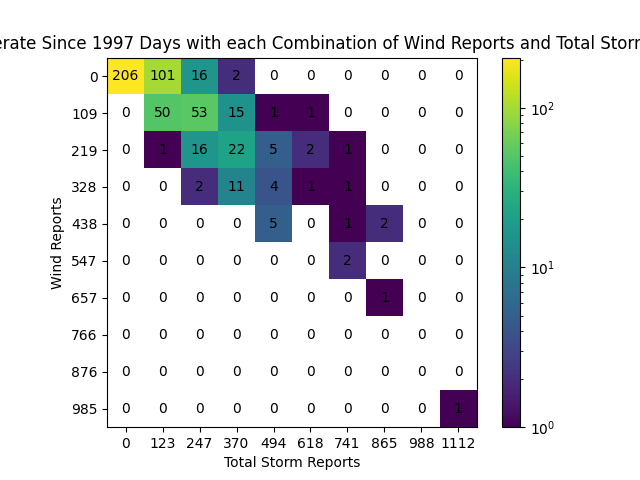 erate Since 1997 Days with each Combination of Wind Reports and Total Stor
0 206 101 16 2 0 0 0 0 0 0
109 0 50 53 15 1 1 0 0 0 0
219 0 1 16 22 5 2 1 0 0 0
328 0 0 2 11 4 1 1 0 0 0
438 0 0 0 0 5 0 1 2 0 0
547 0 0 0 0 0 0 2 0 0 0
657 0 0 0 0 0 0 0 1 0 0
766 0 0 0 0 0 0 0 0 0 0
876 0 0 0 0 0 0 0 0 0 0
985 0 0 0 0 0 0 0 0 0 1
0 123 247 370 494 618 741 865 988 1112
Total Storm Reports
Wind Reports
10²
10¹
10⁰